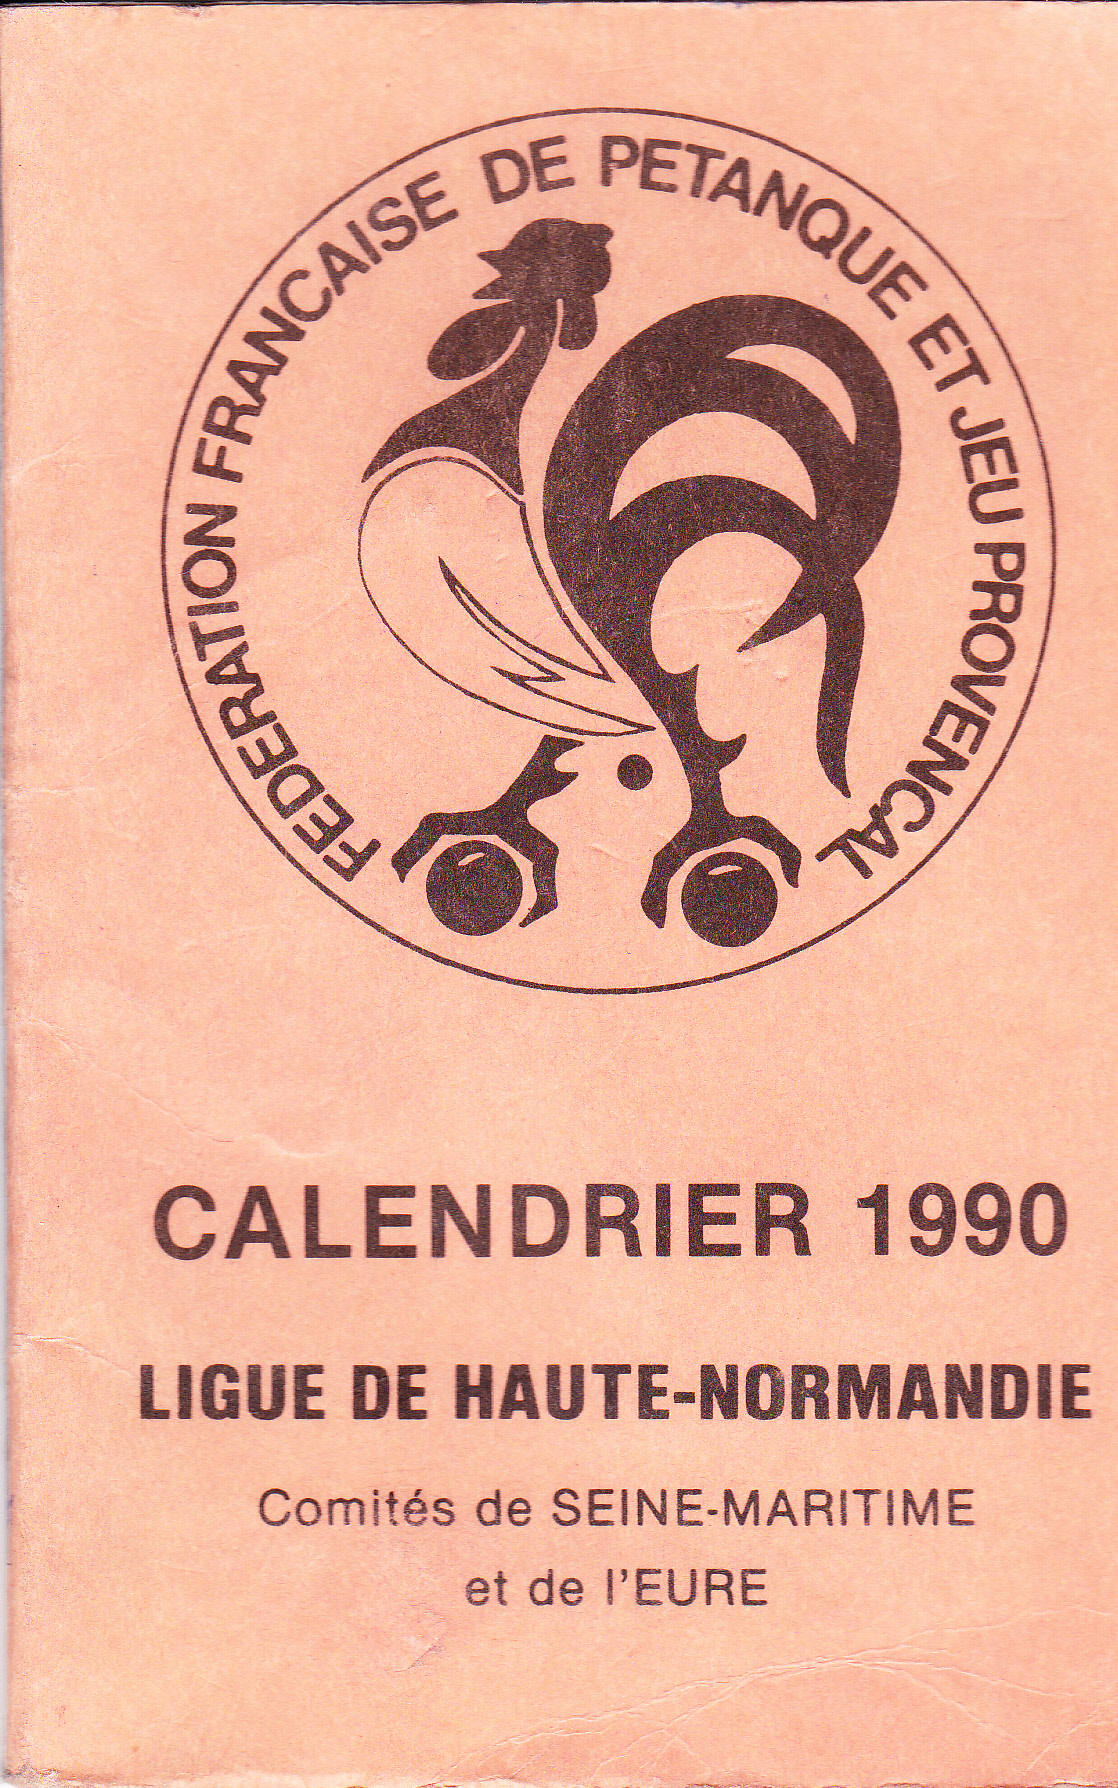 FEDERATION FRANCAISE DE PETANQUE ET JEU PROVENCAL
CALENDRIER 1990
LIGUE DE HAUTE-NORMANDIE
Comités de SEINE-MARITIME
et de l'EURE